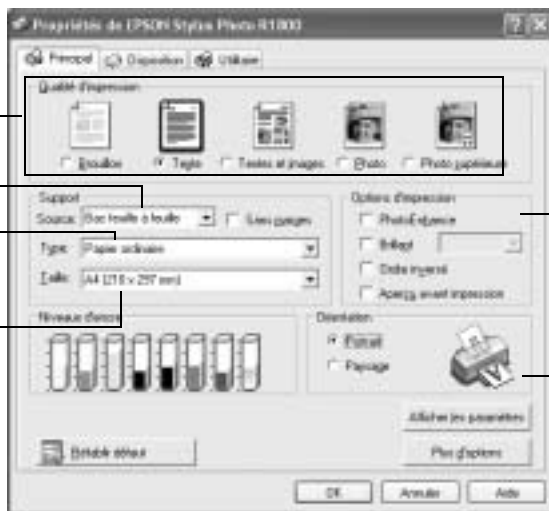 Propriétés de EPSON Stylus Photo R1800
Principal
Disposition
Utilitaire
Qualité d'impression
Brouillon
Texte
Textes et images
Photo
Photo supérieure
Support
Source:
Bac feuille à feuille
Sans marges
Type:
Papier ordinaire
Taille:
A4 (210 x 297 mm)
Options d'impression
PhotoEnhance
Brillant
Ordre inversé
Aperçu avant impression
Niveaux d'encre
Orientation
Portrait
Paysage
Afficher les paramètres
Rétablir défaut
Plus d'options
OK
Annuler
Aide